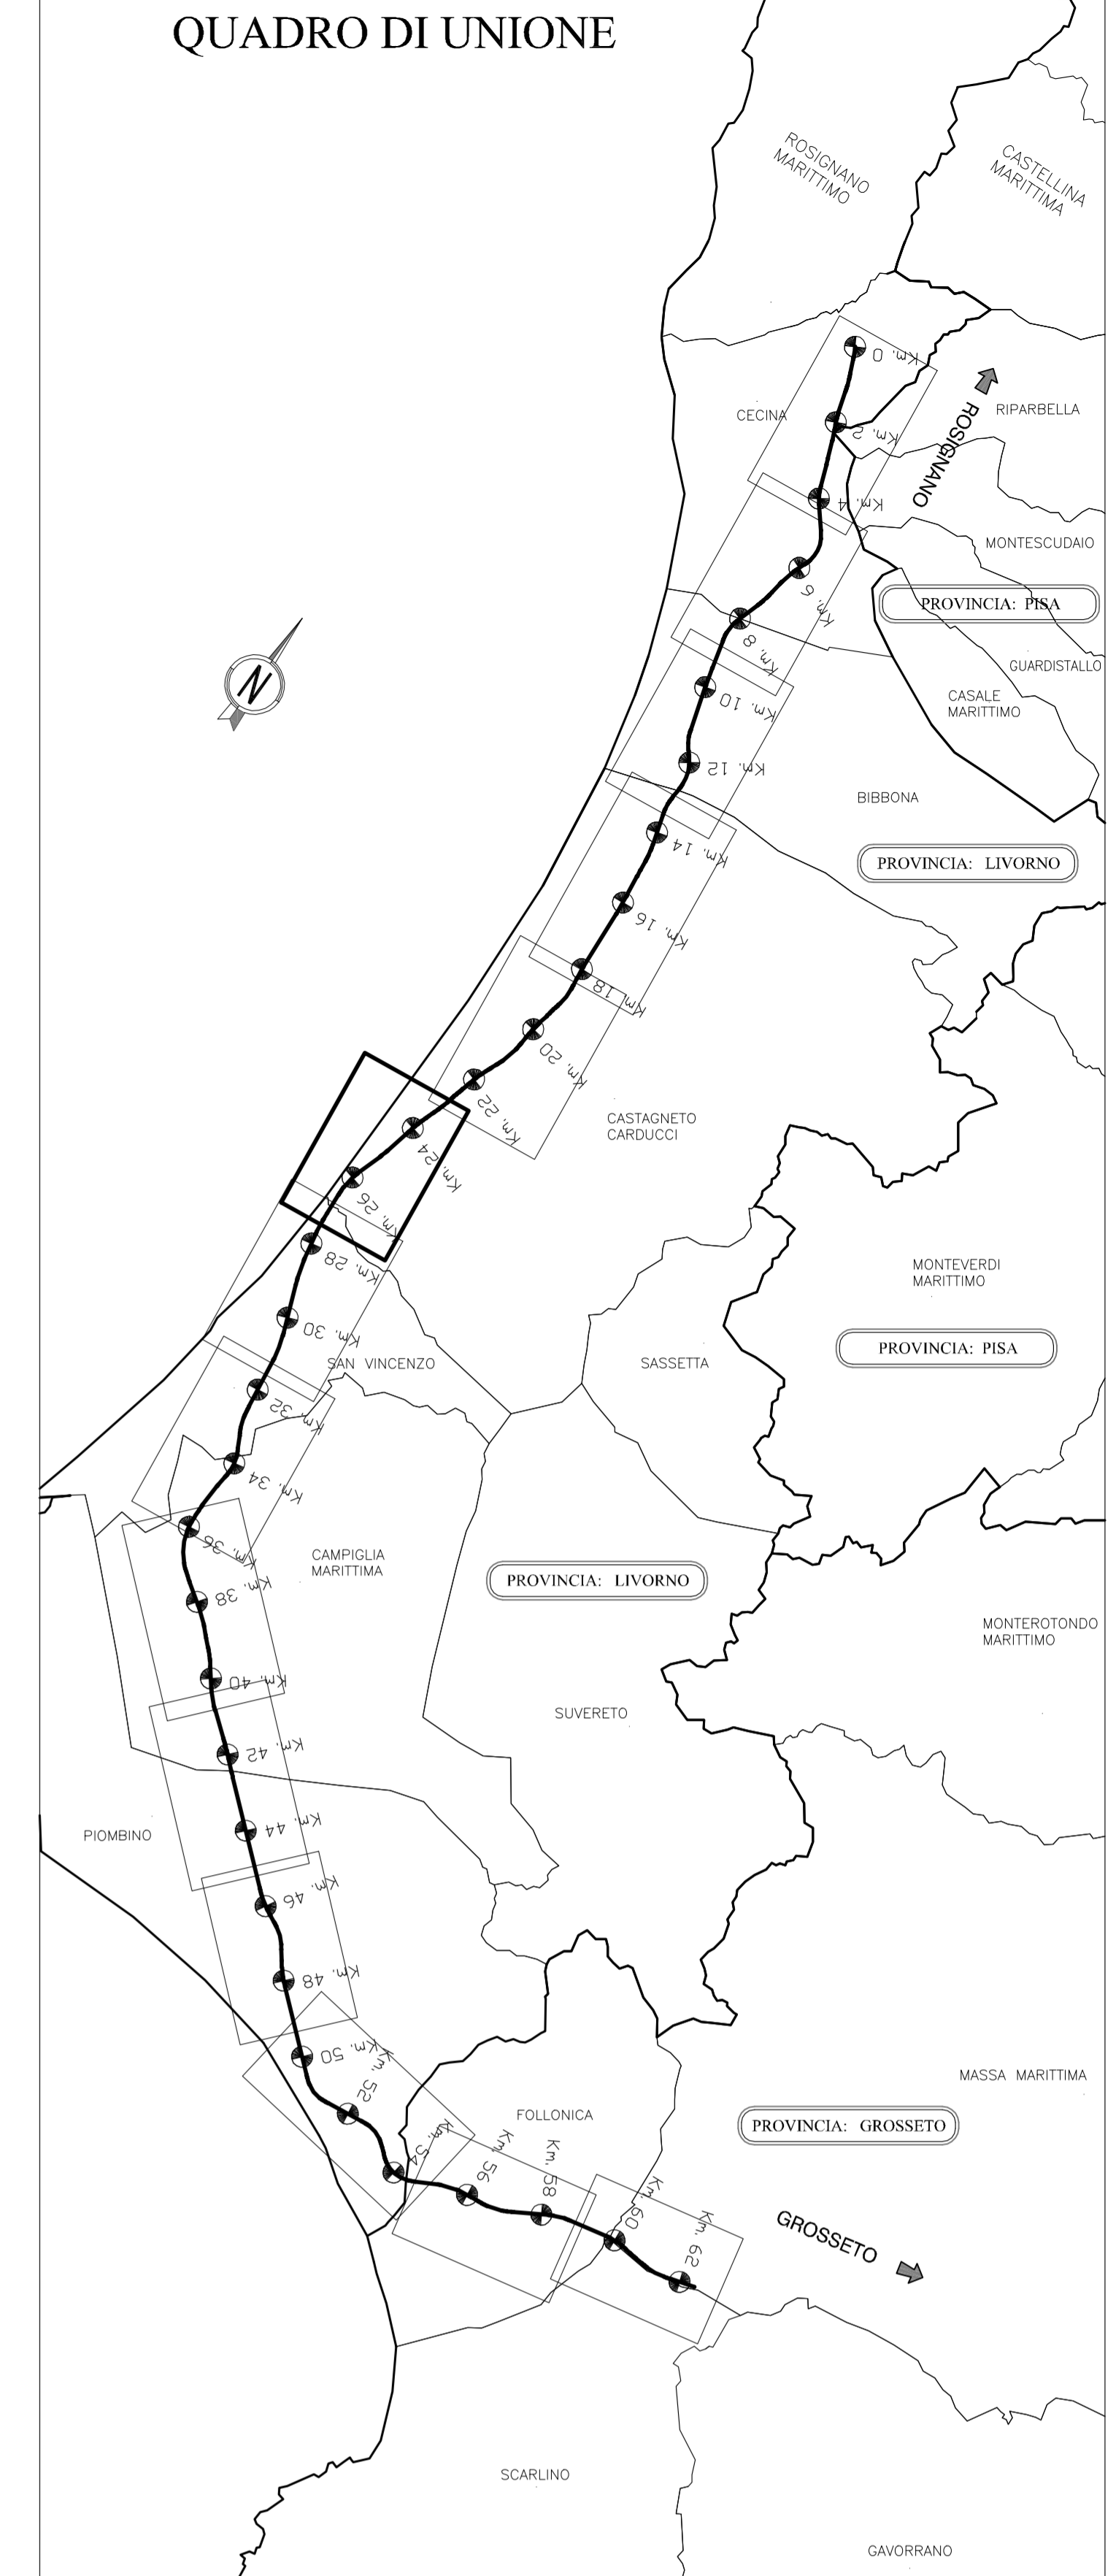 QUADRO DI UNIONE
ROSIGNANO
MARITTIMO
CASTELLINA
MARITTIMA
Km. 0
ROSIGNANO
RIPARBELLA
CECINA
Km. 2
Km. 4
MONTESCUDAIO
Km. 6
PROVINCIA: PISA
Km. 8
GUARDISTALLO
N
CASALE
MARITTIMO
Km. 10
Km. 12
BIBBONA
Km. 14
PROVINCIA: LIVORNO
Km. 16
Km. 18
Km. 20
Km. 22
CASTAGNETO
CARDUCCI
Km. 24
Km. 26
Km. 28
MONTEVERDI
MARITTIMO
Km. 30
PROVINCIA: PISA
SAN VINCENZO
SASSETTA
Km. 32
Km. 34
Km. 36
CAMPIGLIA
MARITTIMA
PROVINCIA: LIVORNO
Km. 38
MONTEROTONDO
MARITTIMO
Km. 40
SUVERETO
Km. 42
Km. 44
PIOMBINO
Km. 46
Km. 48
Km. 50
Km. 52
MASSA MARITTIMA
FOLLONICA
PROVINCIA: GROSSETO
Km. 54
Km. 56
Km. 58
Km. 60
Km. 62
GROSSETO
SCARLINO
GAVORRANO